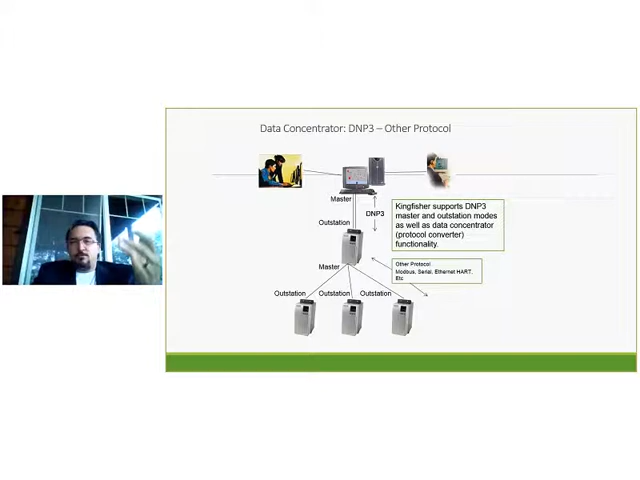 Data Concentrator: DNP3 – Other Protocol
Master
DNP3
Outstation
Kingfisher supports DNP3
master and outstation modes
as well as data concentrator
(protocol converter)
functionality.
Master
Other Protocol
Modbus, Serial, Ethernet HART,
Etc
Outstation Outstation Outstation